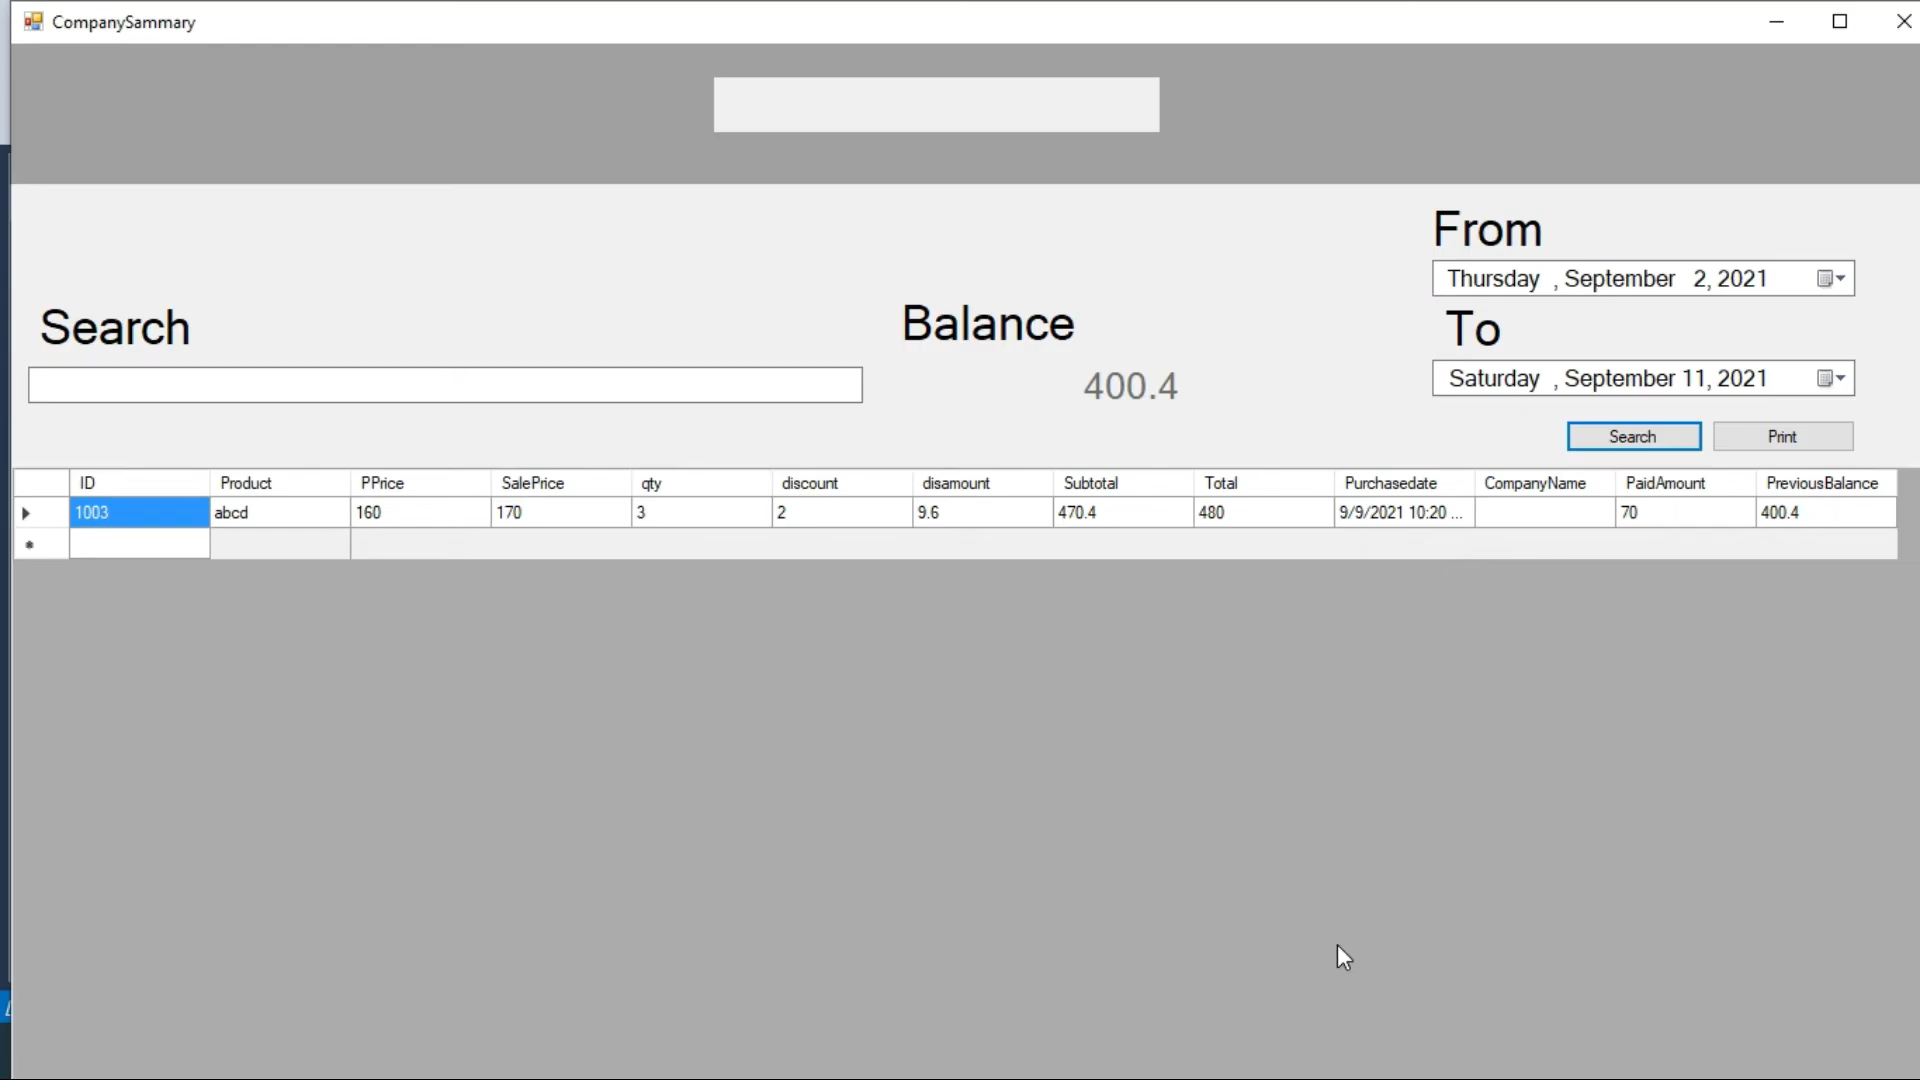 CompanySammary
From
Thursday , September 2, 2021
To
Saturday , September 11, 2021
Search
Balance
400.4
Search Print
ID Product PPrice SalePrice qty discount disamount Subtotal Total Purchasedate CompanyName PaidAmount PreviousBalance
1003 abcd 160 170 3 2 9.6 470.4 480 9/9/2021 10:20 ... 70 400.4